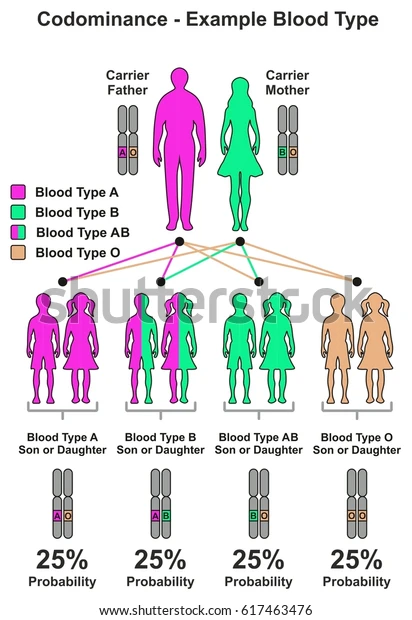 Codominance - Example Blood Type
Carrier
Father
Carrier
Mother
A O
B O
Blood Type A
Blood Type B
Blood Type AB
Blood Type O
shutterstock
Blood Type A
Son or Daughter
Blood Type B
Son or Daughter
Blood Type AB
Son or Daughter
Blood Type O
Son or Daughter
A O
A B
B O
O O
25%
Probability
25%
Probability
25%
Probability
25%
Probability
www.shutterstock.com · 617463476